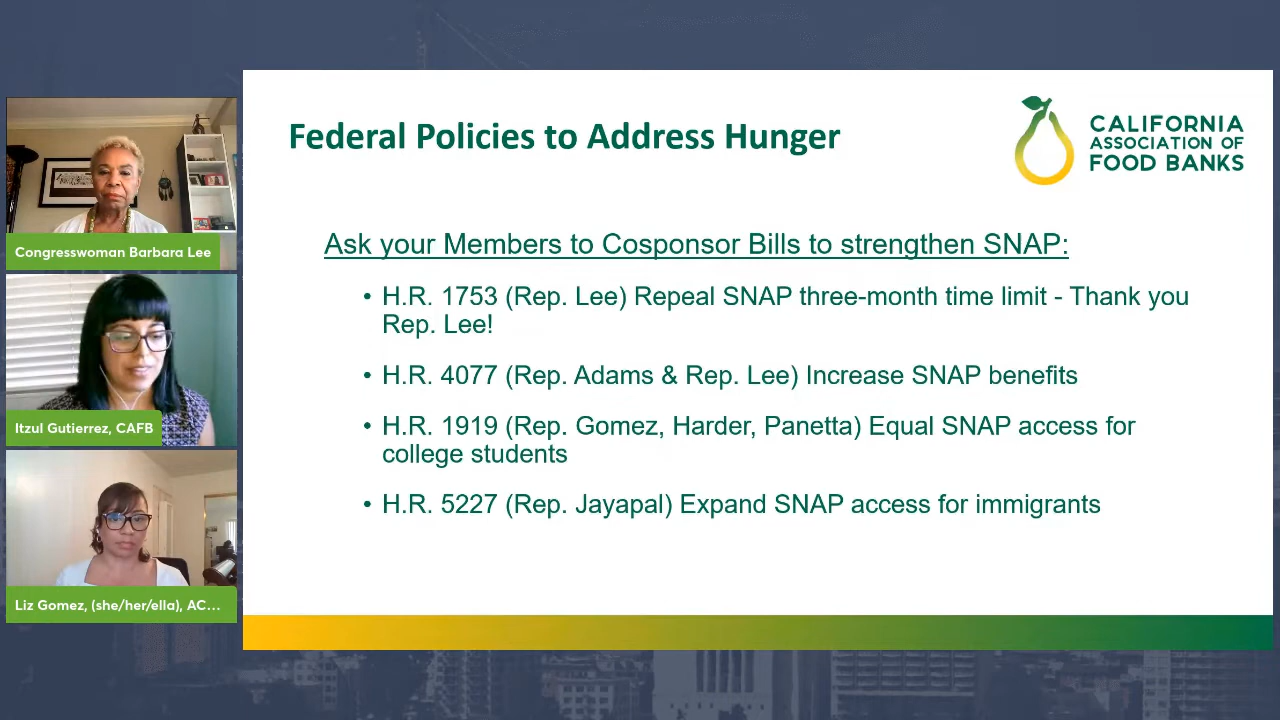 Federal Policies to Address Hunger
CALIFORNIA
ASSOCIATION OF
FOOD BANKS
Ask your Members to Cosponsor Bills to strengthen SNAP:
• H.R. 1753 (Rep. Lee) Repeal SNAP three-month time limit - Thank you
Rep. Lee!
• H.R. 4077 (Rep. Adams & Rep. Lee) Increase SNAP benefits
• H.R. 1919 (Rep. Gomez, Harder, Panetta) Equal SNAP access for
college students
• H.R. 5227 (Rep. Jayapal) Expand SNAP access for immigrants
Congresswoman Barbara Lee
Itzul Gutierrez, CAFB
Liz Gomez, (she/her/ella), AC...